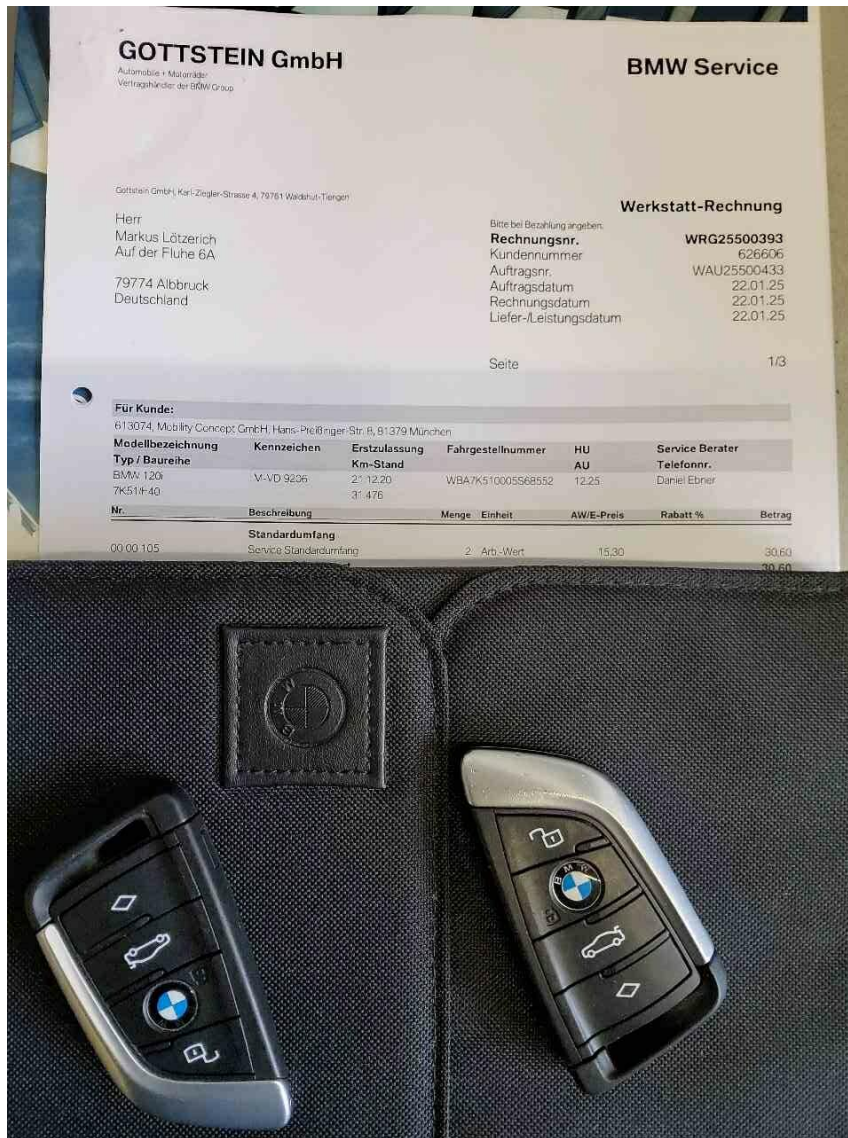 GOTTSTEIN GmbH
Automobile + Motorräder
Vertragshändler der BMW Group
BMW Service
Gottstein GmbH, Karl-Ziegler-Strasse 4, 79761 Waldshut-Tiengen
Werkstatt-Rechnung
Herr
Markus Lötzerich
Auf der Fluhe 6A
79774 Albbruck
Deutschland
Bitte bei Bezahlung angeben.
Rechnungsnr. WRG25500393
Kundennummer 626606
Auftragsnr. WAU25500433
Auftragsdatum 22.01.25
Rechnungsdatum 22.01.25
Liefer-/Leistungsdatum 22.01.25
Seite 1/3
Für Kunde:
613074, Mobility Concept GmbH, Hans-Preißinger-Str. 8, 81379 München
Modellbezeichnung Kennzeichen Erstzulassung Fahrgestellnummer HU Service Berater
Typ / Baureihe Km-Stand AU Telefonnr.
BMW 120i M-VD 9206 21.12.20 WBA7K510005S68552 12.25 Daniel Ebner
7K51/F40 31.476
Nr. Beschreibung Menge Einheit AW/E-Preis Rabatt % Betrag
Standardumfang
00 00 105 Service Standardumfang 2 Arb.-Wert 15,30 30,60
30,60
BMW
BMW
BMW